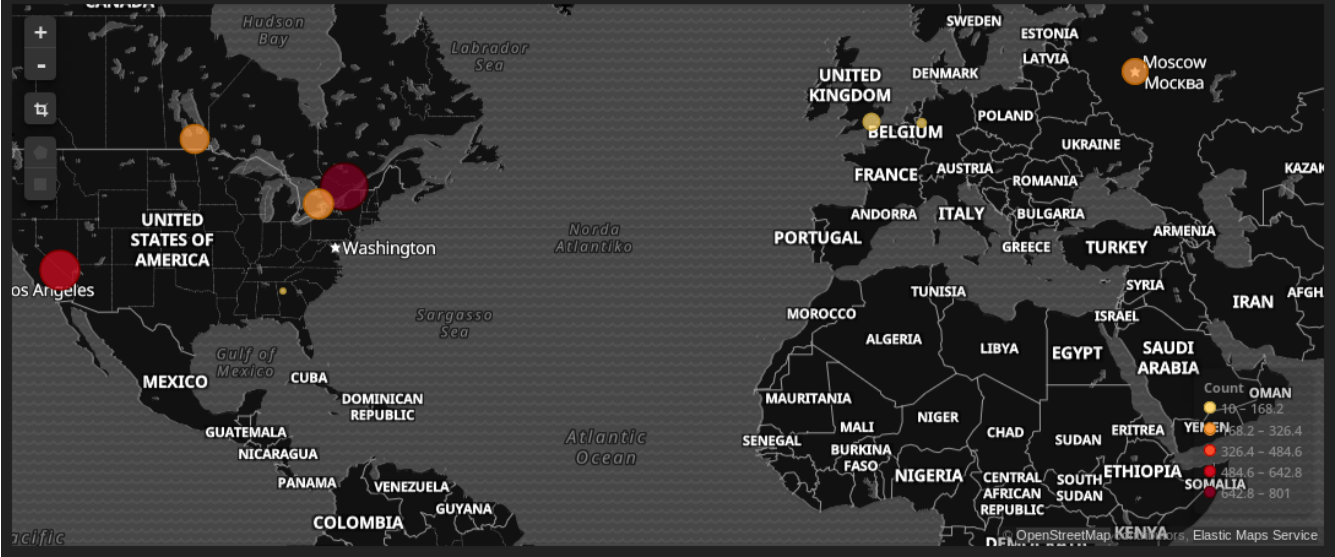 CANADA
Hudson
Bay
Labrador
Sea
SWEDEN
ESTONIA
LATVIA
Moscow
Москва
UNITED
KINGDOM
DENMARK
POLAND
BELGIUM
UKRAINE
FRANCE
AUSTRIA
ROMANIA
KAZAK
ANDORRA
ITALY
BULGARIA
ARMENIA
PORTUGAL
GREECE
TURKEY
UNITED
STATES OF
AMERICA
Washington
Norda
Atlantiko
os Angeles
Sargasso
Sea
TUNISIA
SYRIA
IRAN
AFGH
MOROCCO
ISRAEL
ALGERIA
LIBYA
EGYPT
SAUDI
ARABIA
Gulf of
Mexico
MEXICO
CUBA
DOMINICAN
REPUBLIC
MAURITANIA
GUATEMALA
NICARAGUA
PANAMA
VENEZUELA
GUYANA
COLOMBIA
Atlantic
Ocean
SENEGAL
MALI
BURKINA
FASO
NIGER
CHAD
SUDAN
ERITREA
YEMEN
OMAN
NIGERIA
CENTRAL
AFRICAN
REPUBLIC
SOUTH
SUDAN
ETHIOPIA
SOMALIA
KENYA
acific
Count
10 – 168.2
168.2 – 326.4
326.4 – 484.6
484.6 – 642.8
642.8 – 801
OpenStreetMap contributors, Elastic Maps Service